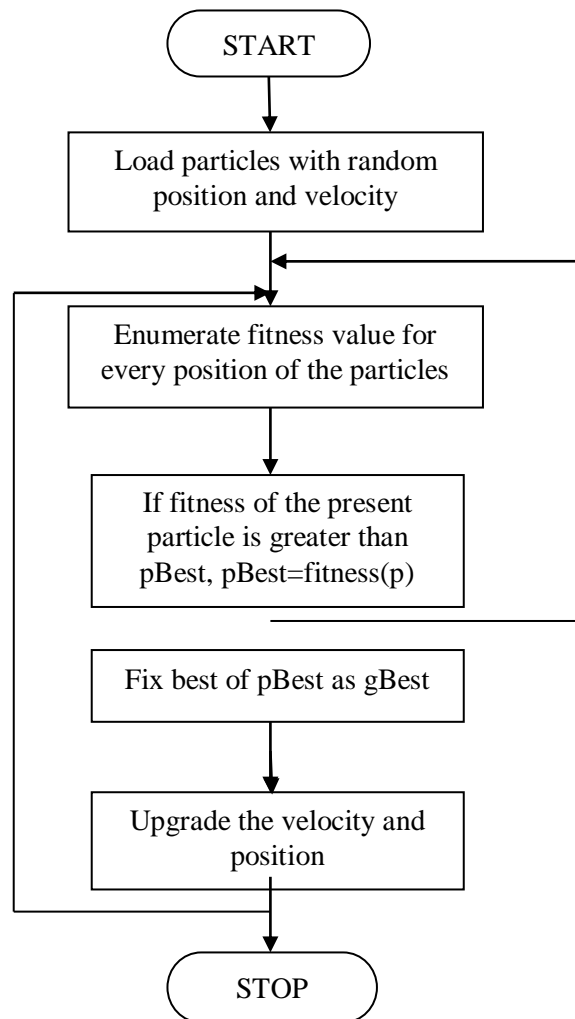 START
Load particles with random
position and velocity
Enumerate fitness value for
every position of the particles
If fitness of the present
particle is greater than
pBest, pBest=fitness(p)
Fix best of pBest as gBest
Upgrade the velocity and
position
STOP